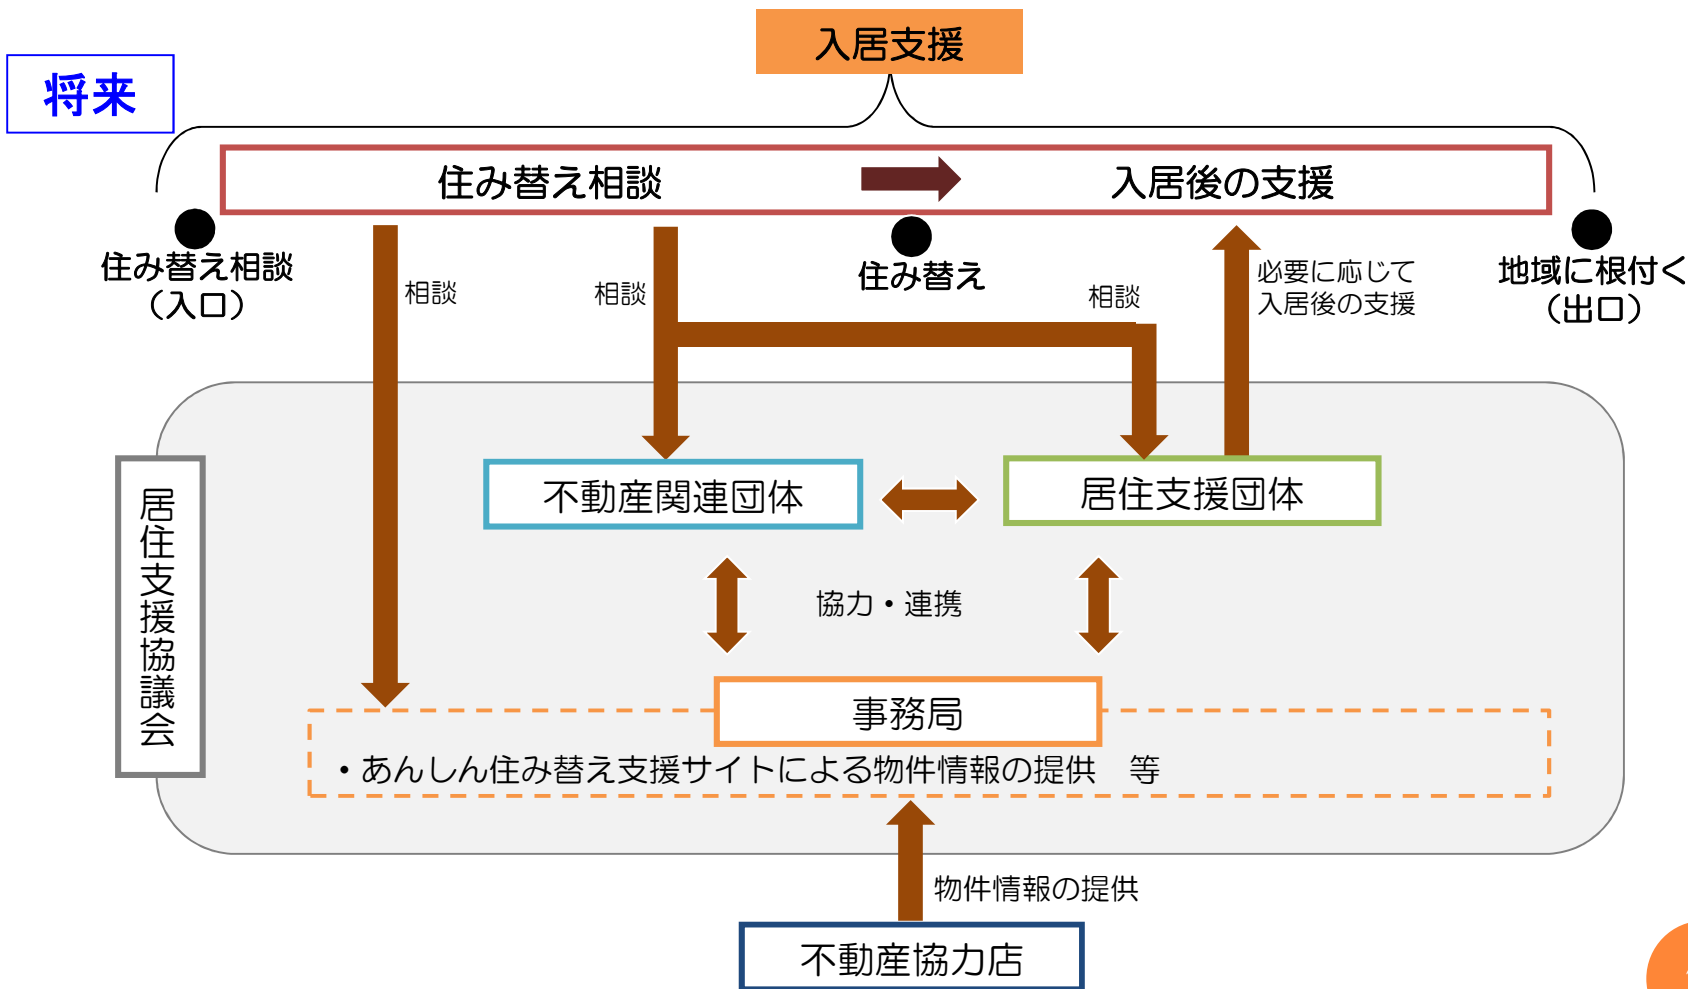 入居支援
将来
住み替え相談
入居後の支援
住み替え相談
（入口）
住み替え
地域に根付く
（出口）
相談
相談
相談
必要に応じて
入居後の支援
居住支援協議会
不動産関連団体
居住支援団体
協力・連携
事務局
・あんしん住み替え支援サイトによる物件情報の提供　等
物件情報の提供
不動産協力店